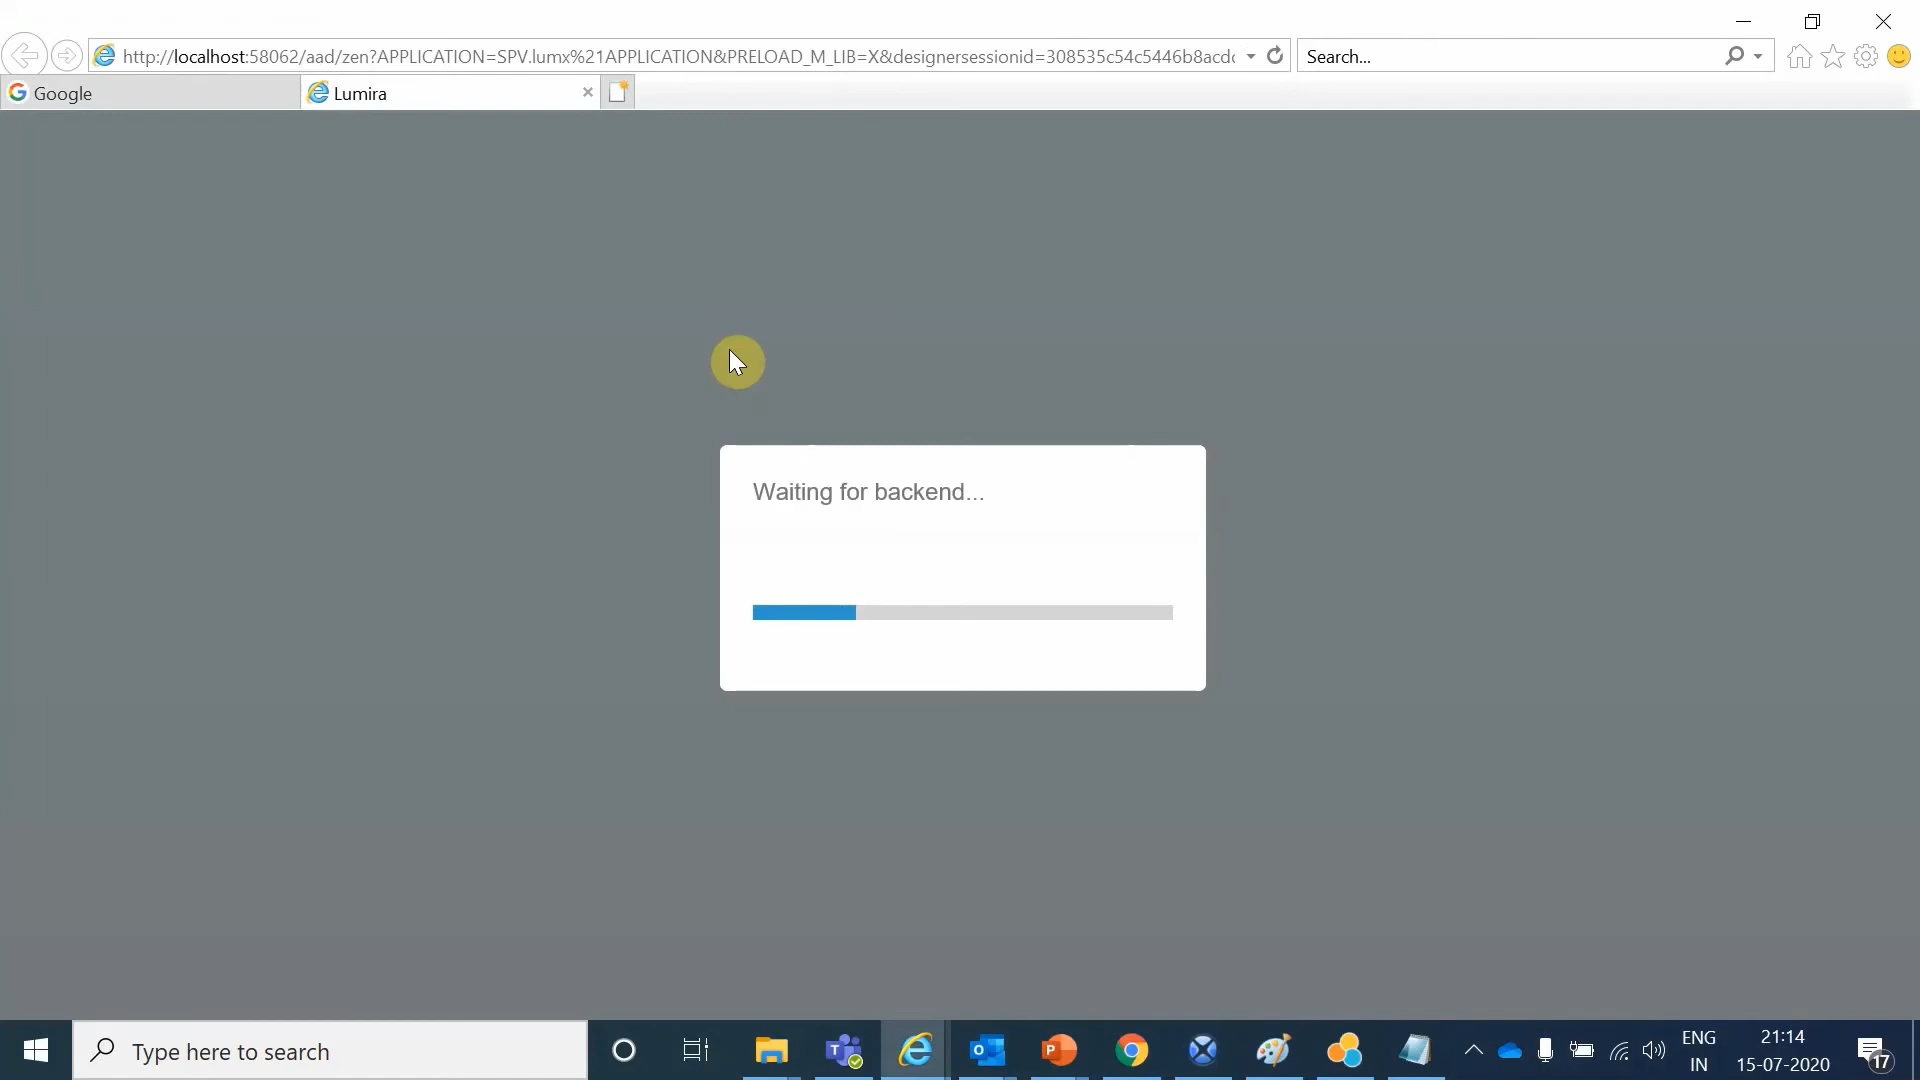 http://localhost:58062/aad/zen?APPLICATION=SPV.lumx%21APPLICATION&PRELOAD_M_LIB=X&designersessionid=308535c54c5446b8acd
Search...
Google
Lumira
Waiting for backend...
Type here to search
ENG
IN
21:14
15-07-2020
17